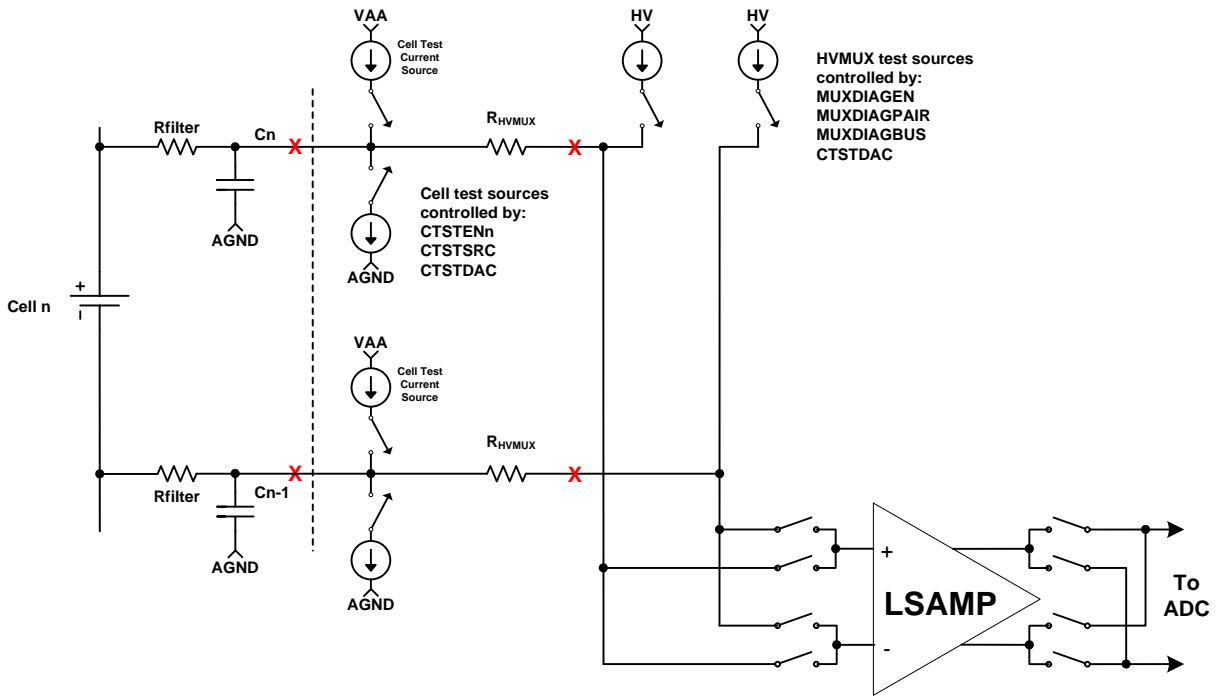 VAA
HV
HV
Cell Test
Current
Source
HVMUX test sources
controlled by:
MUXDIAGEN
MUXDIAGPAIR
MUXDIAGBUS
CTSTDAC
Rfilter
Cn
X
RHVMUX
X
AGND
Cell test sources
controlled by:
CTSTENn
CTSTSRC
CTSTDAC
AGND
+
Cell n
-
VAA
Cell Test
Current
Source
RHVMUX
Rfilter
Cn-1
X
X
AGND
AGND
+
LSAMP
-
To
ADC